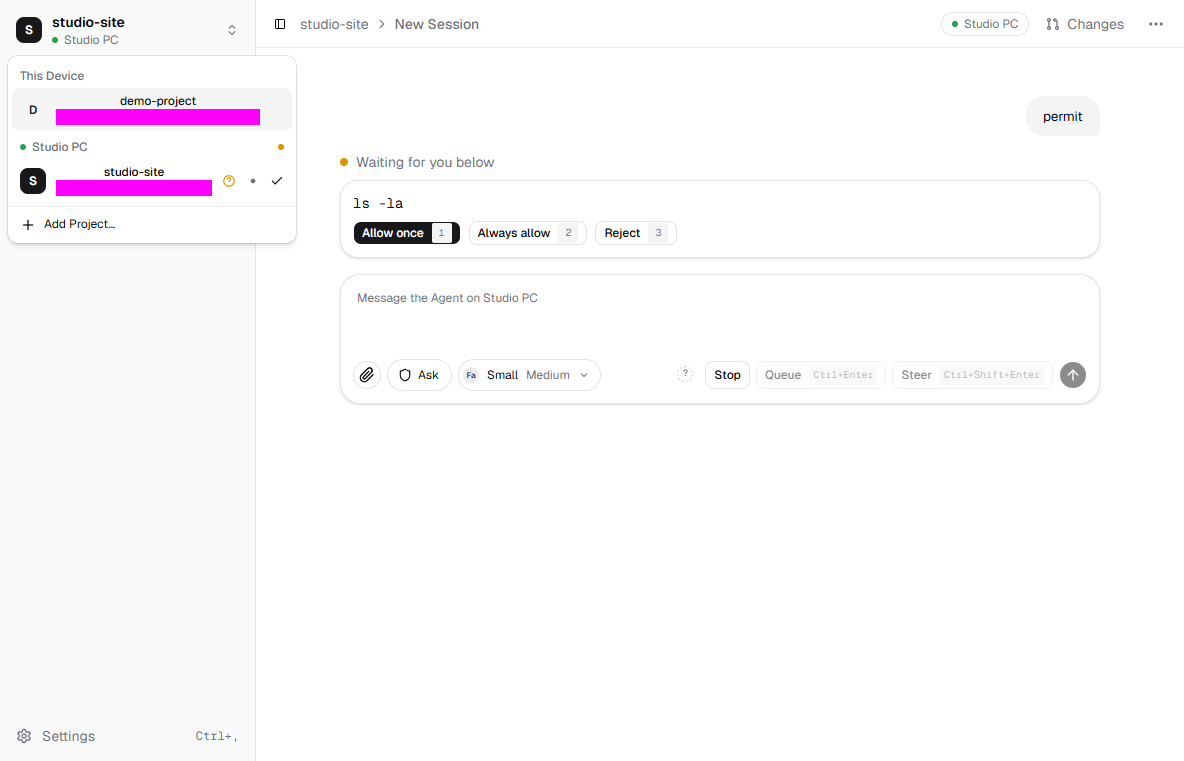 S
studio-site
Studio PC
This Device
D
demo-project
Studio PC
S
studio-site
Add Project...
Settings
Ctrl+,
studio-site > New Session
Studio PC
Changes
permit
Waiting for you below
ls -la
Allow once 1
Always allow 2
Reject 3
Message the Agent on Studio PC
Ask
Fa Small Medium
?
Stop
Queue Ctrl+Enter
Steer Ctrl+Shift+Enter